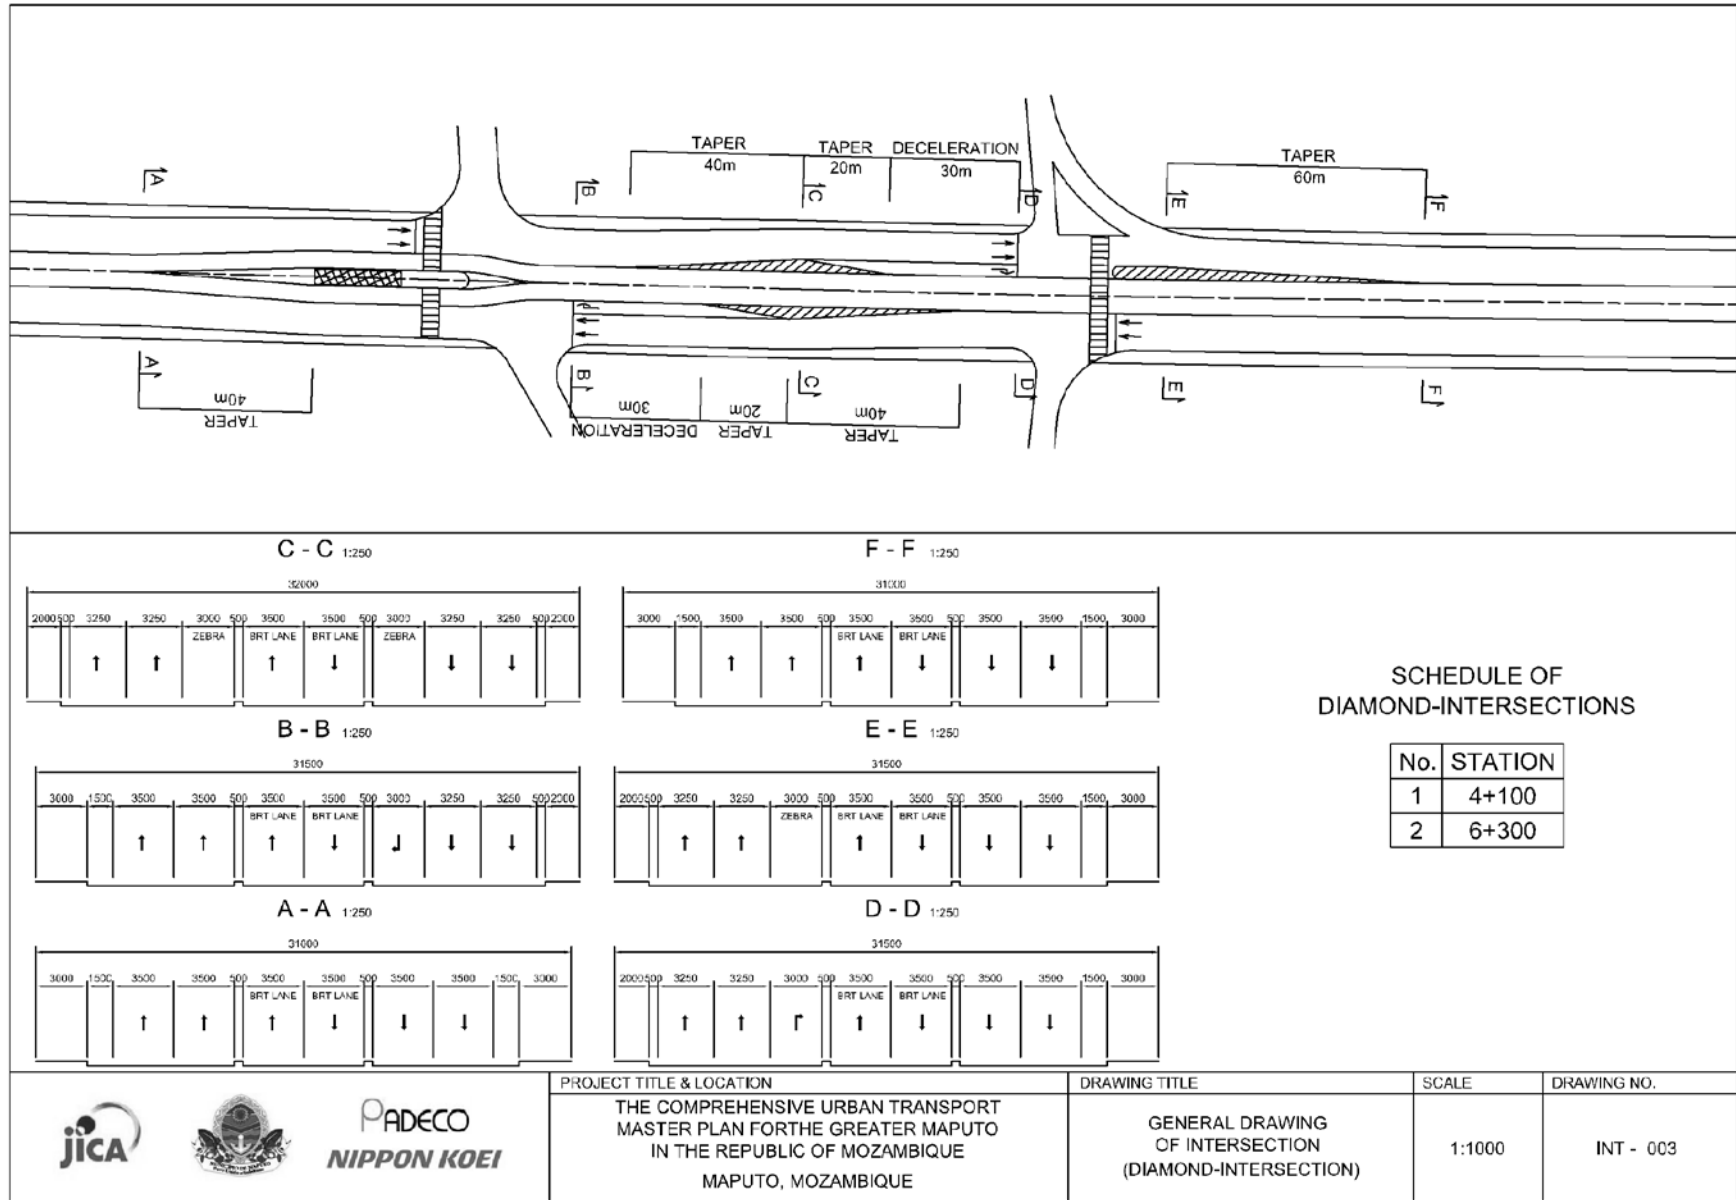 TAPER
40m
TAPER
20m
DECELERATION
30m
TAPER
60m
A
B
C
D
E
F
A
B
C
D
E
F
40m
TAPER
30m
DECELERATION
20m
TAPER
40m
TAPER
C - C 1:250
32000
2000 500 3250 3250 3000 500 3500 3500 500 3000 3250 3250 500 2000
ZEBRA BRT LANE BRT LANE ZEBRA
F - F 1:250
31000
3000 1500 3500 3500 500 3500 3500 500 3500 3500 1500 3000
BRT LANE BRT LANE
B - B 1:250
31500
3000 1500 3500 3500 500 3500 3500 500 3000 3250 3250 500 2000
BRT LANE BRT LANE
E - E 1:250
31500
2000 500 3250 3250 3000 500 3500 3500 500 3500 3500 1500 3000
ZEBRA BRT LANE BRT LANE
A - A 1:250
31000
3000 1500 3500 3500 500 3500 3500 500 3500 3500 1500 3000
BRT LANE BRT LANE
D - D 1:250
31500
2000 500 3250 3250 3000 500 3500 3500 500 3500 3500 1500 3000
BRT LANE BRT LANE
SCHEDULE OF
DIAMOND-INTERSECTIONS
No. STATION
1 4+100
2 6+300
jICA
PADECO
NIPPON KOEI
PROJECT TITLE & LOCATION
THE COMPREHENSIVE URBAN TRANSPORT
MASTER PLAN FORTHE GREATER MAPUTO
IN THE REPUBLIC OF MOZAMBIQUE
MAPUTO, MOZAMBIQUE
DRAWING TITLE
GENERAL DRAWING
OF INTERSECTION
(DIAMOND-INTERSECTION)
SCALE
1:1000
DRAWING NO.
INT - 003